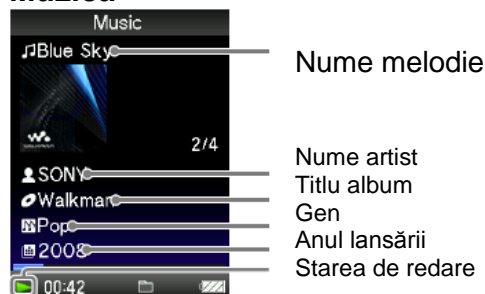 Music
Blue Sky
Nume melodie
2/4
SONY
Nume artist
Walkman
Titlu album
Pop
Gen
2008
Anul lansării
Starea de redare
00:42